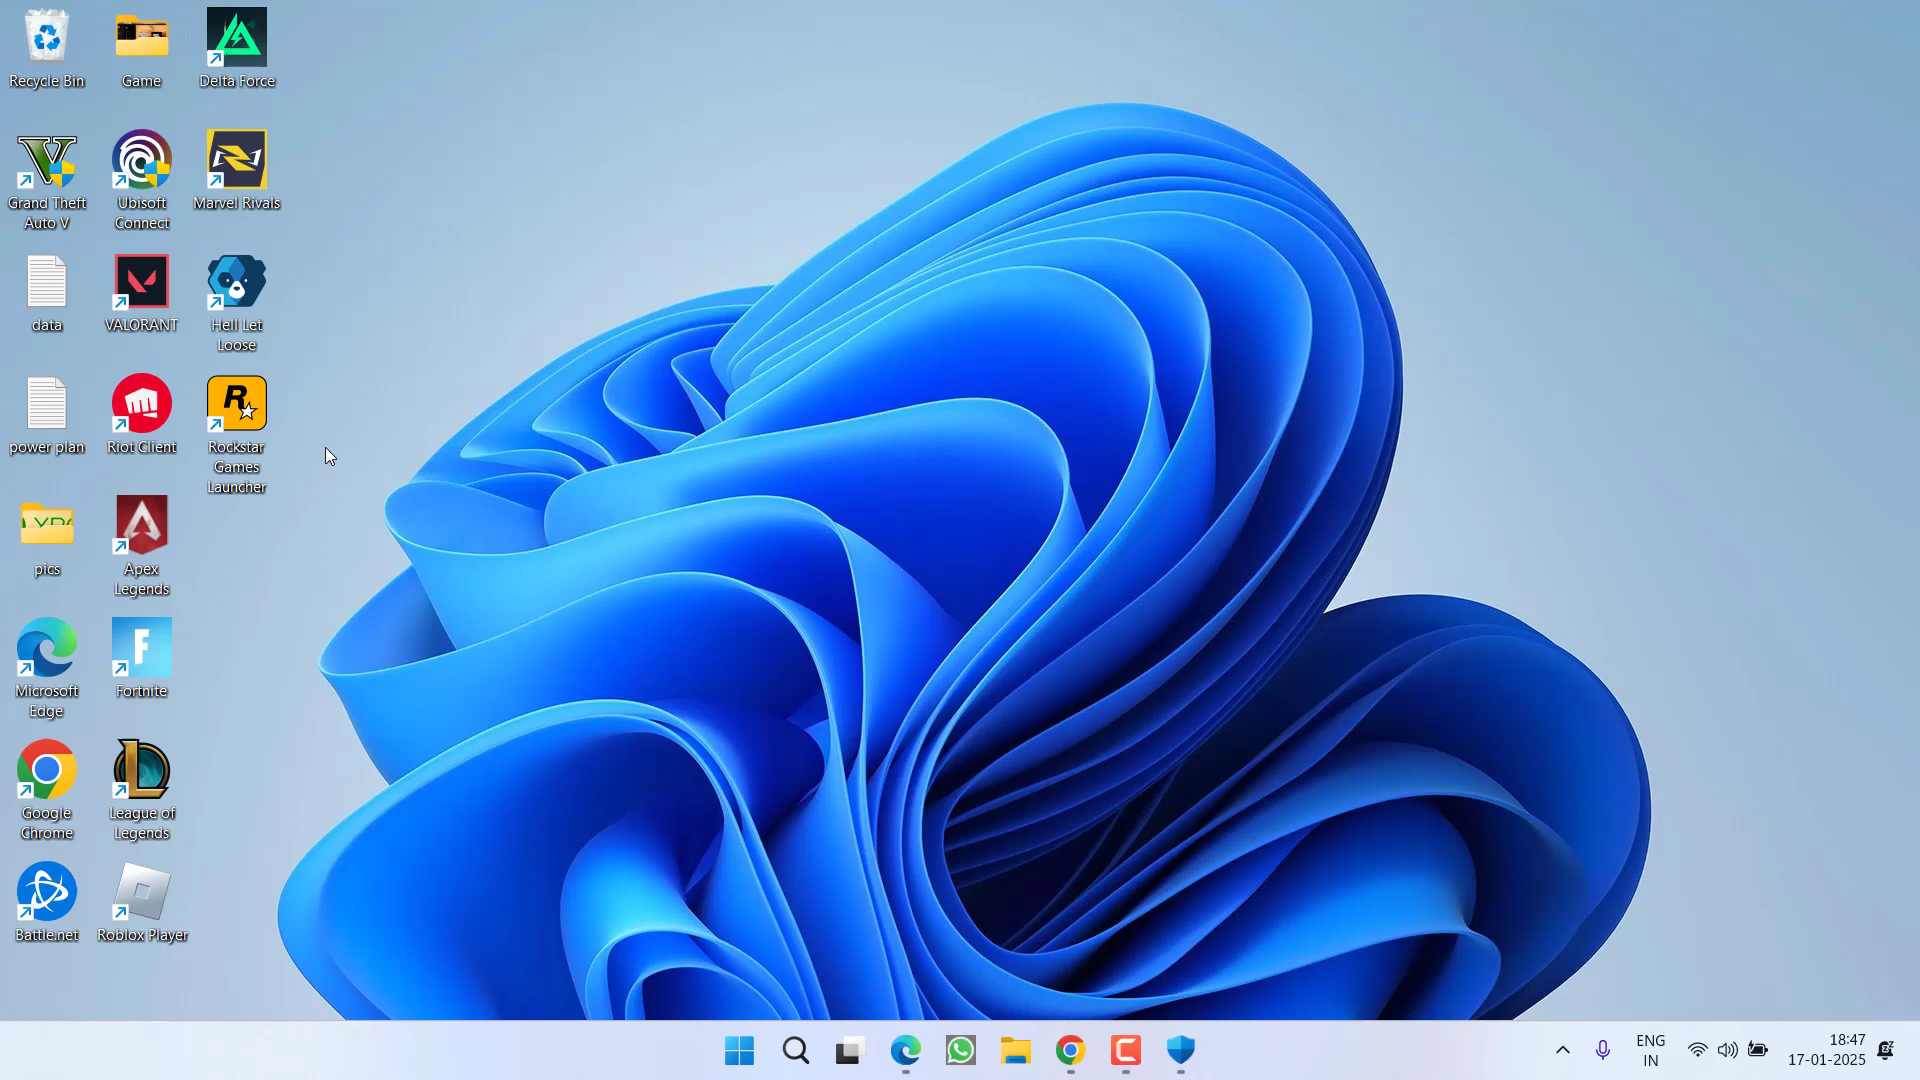 Recycle Bin
Game
Delta Force
Grand Theft
Auto V
Ubisoft
Connect
Marvel Rivals
data
VALORANT
Hell Let
Loose
power plan
Riot Client
R
Rockstar
Games
Launcher
pics
Apex
Legends
Microsoft
Edge
F
Fortnite
Google
Chrome
League of
Legends
Battle.net
Roblox Player
ENG
IN
18:47
17-01-2025